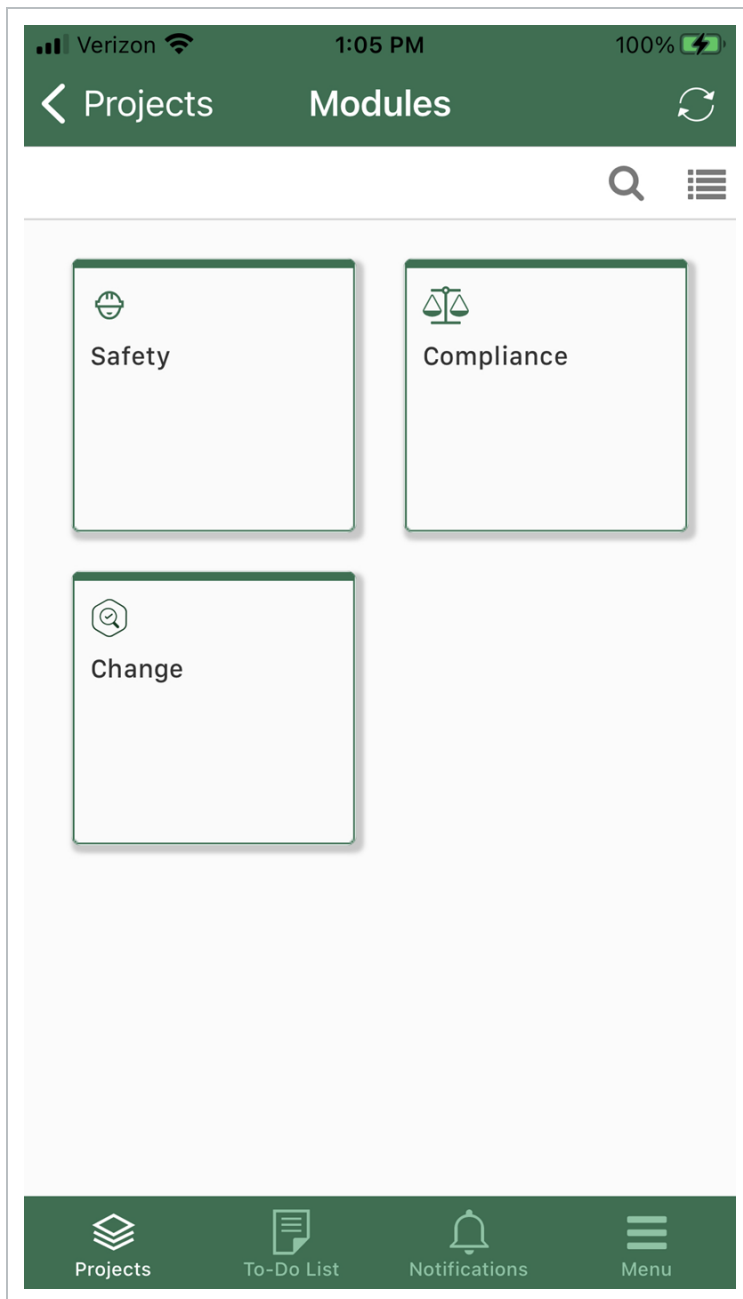 Verizon 1:05 PM 100%
Projects Modules
Safety Compliance
Change
Projects To-Do List Notifications Menu